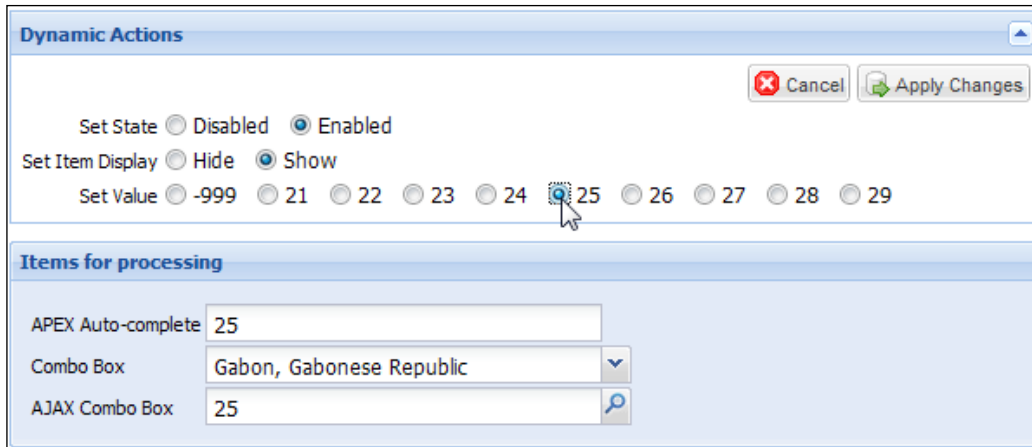 Dynamic Actions
Cancel Apply Changes
Set State Disabled Enabled
Set Item Display Hide Show
Set Value -999 21 22 23 24 25 26 27 28 29
Items for processing
APEX Auto-complete 25
Combo Box Gabon, Gabonese Republic
AJAX Combo Box 25